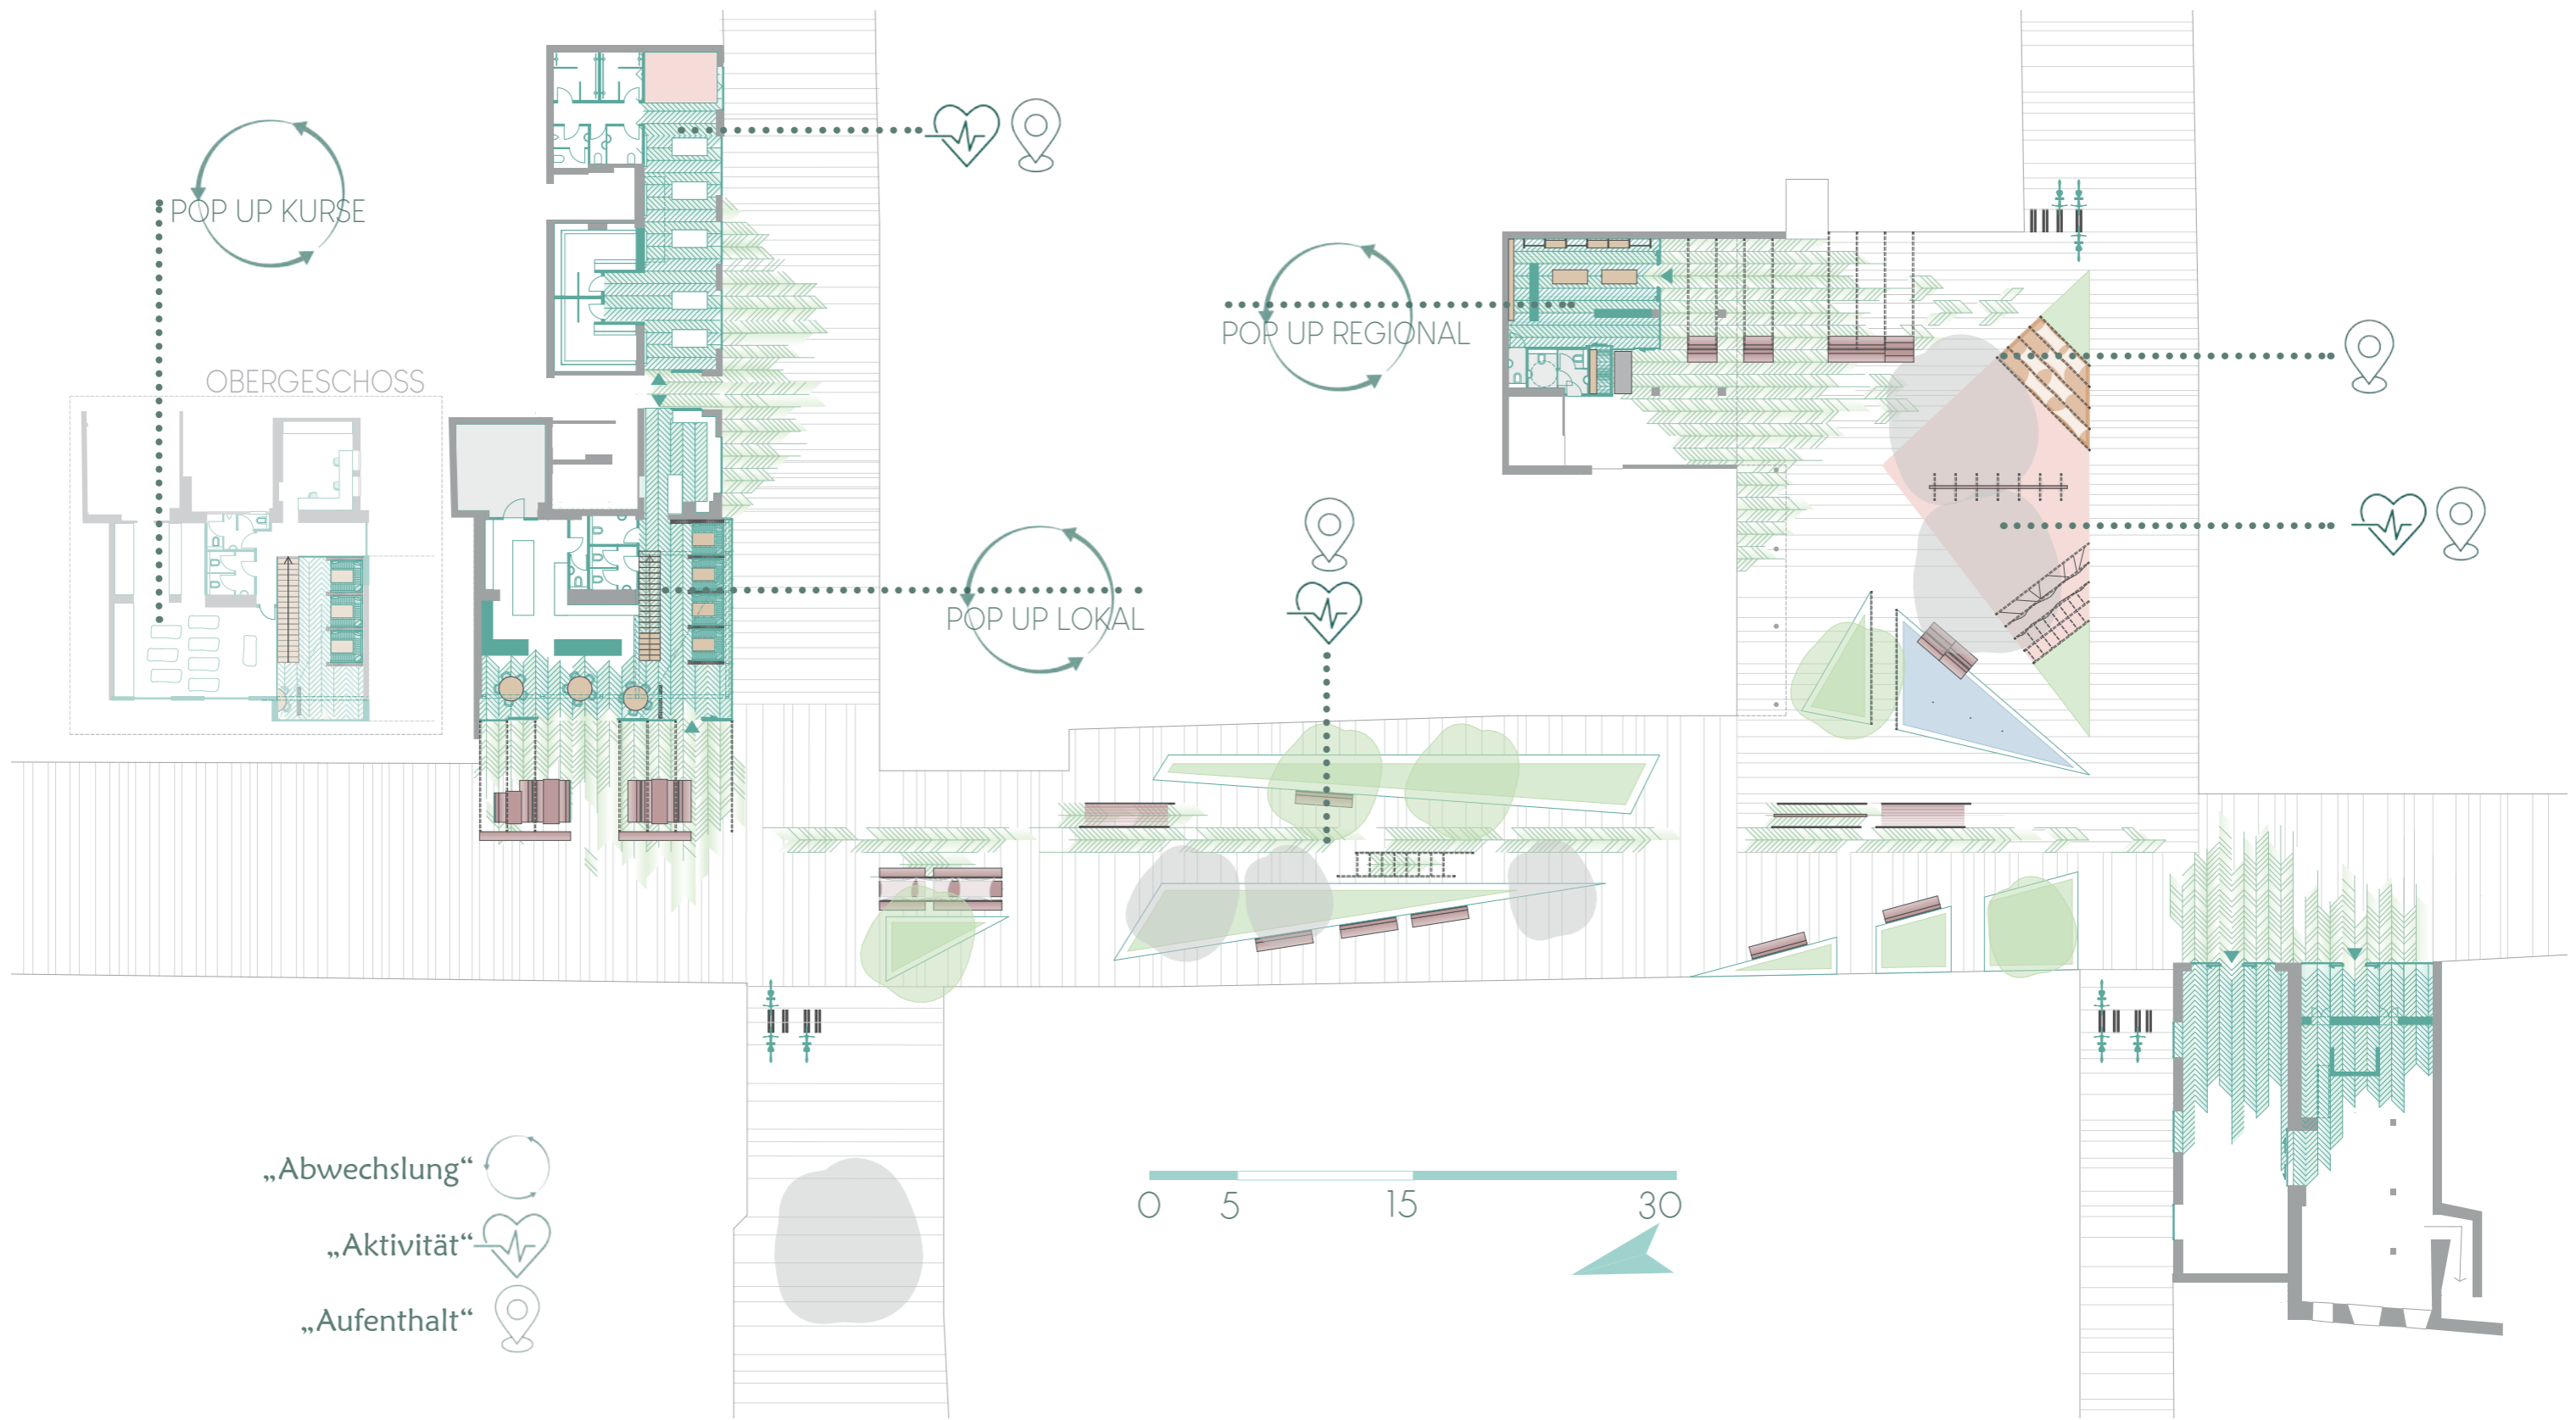 POP UP KURSE
OBERGESCHOSS
POP UP REGIONAL
POP UP LOKAL
„Abwechslung“
„Aktivität“
„Aufenthalt“
0 5 15 30